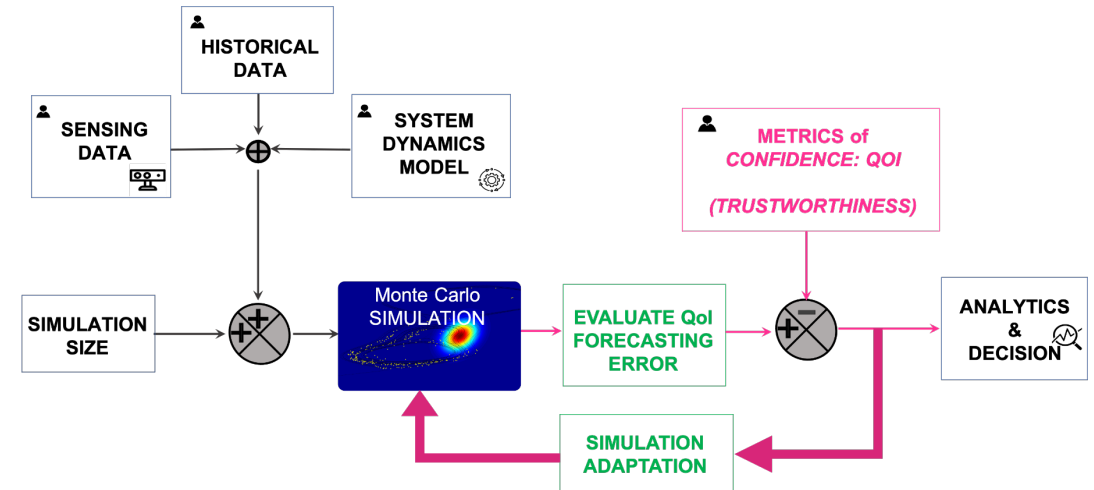 HISTORICAL
DATA
SENSING
DATA
SYSTEM
DYNAMICS
MODEL
METRICS of
CONFIDENCE: QOI
(TRUSTWORTHINESS)
SIMULATION
SIZE
+
+
Monte Carlo
SIMULATION
EVALUATE QoI
FORECASTING
ERROR
+
−
ANALYTICS
&
DECISION
SIMULATION
ADAPTATION